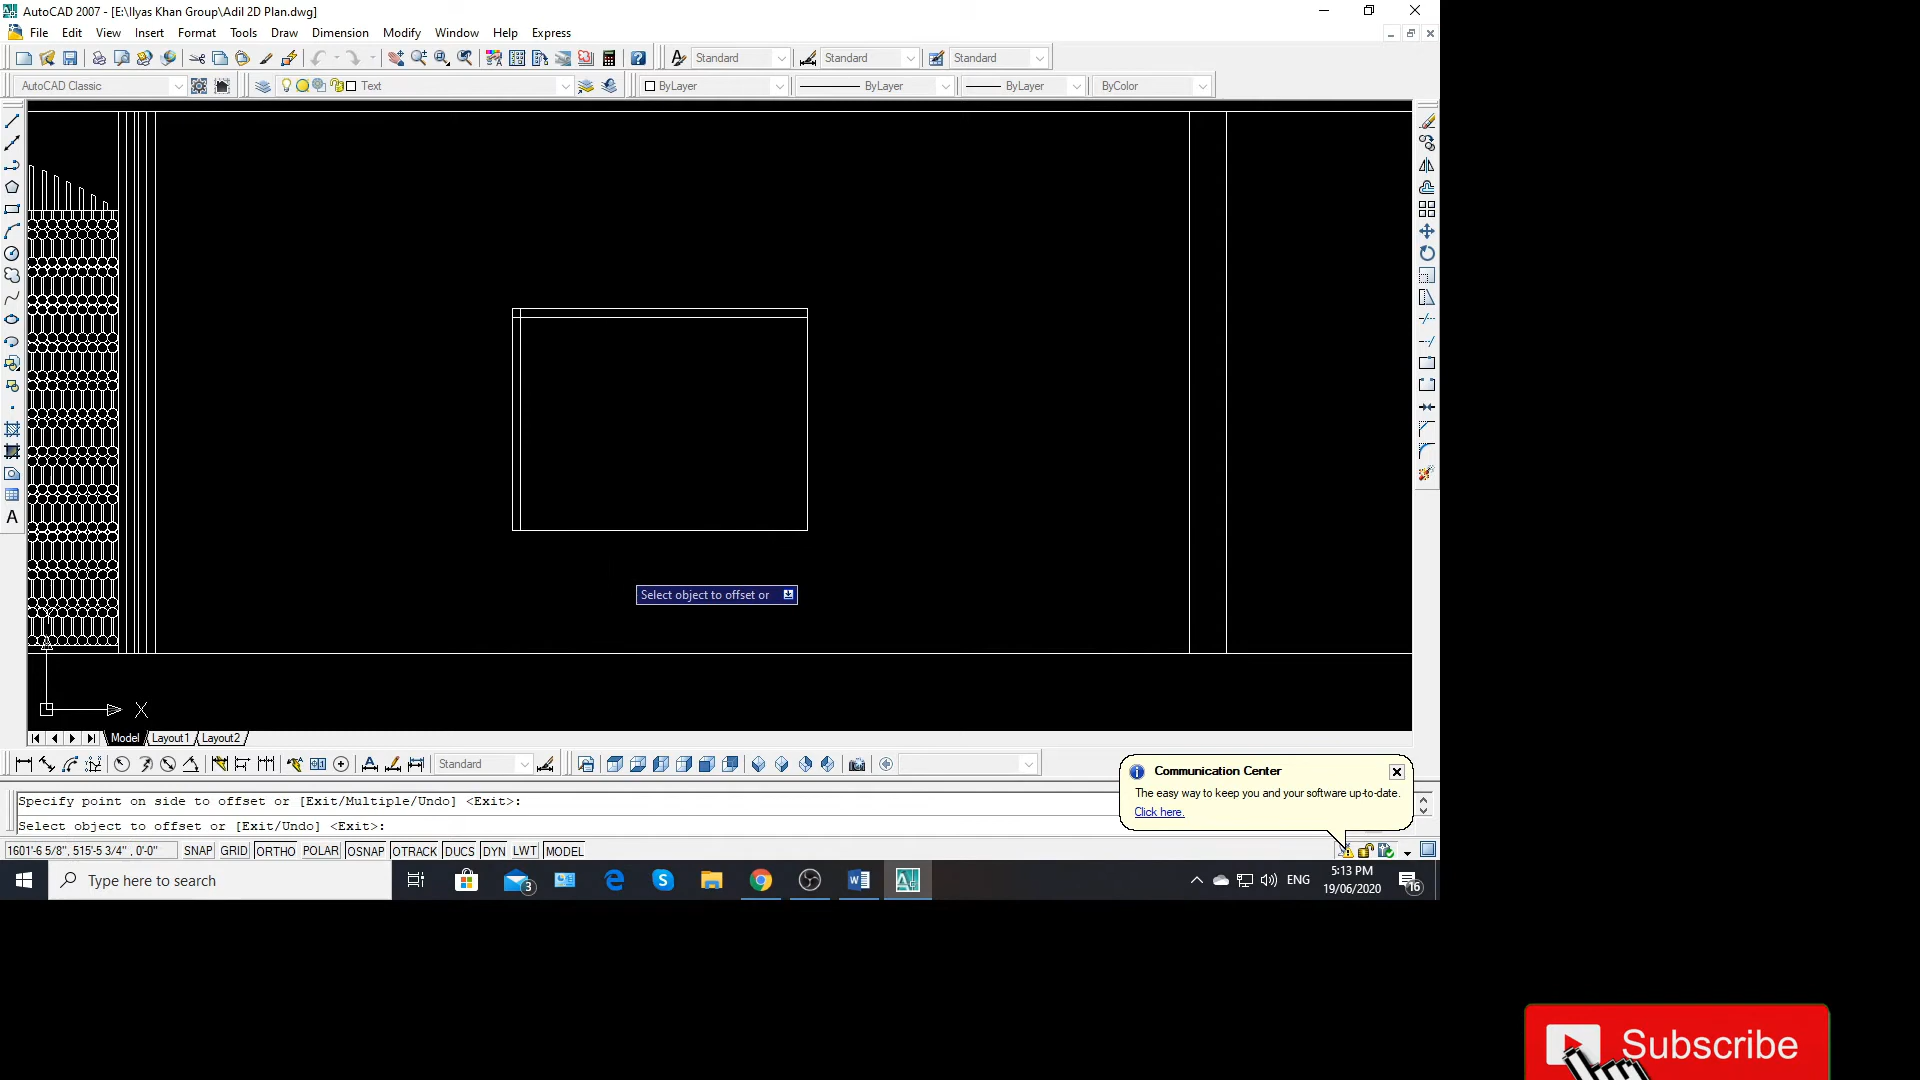 AutoCAD 2007 - [E:\Ilyas Khan Group\Adil 2D Plan.dwg]
File Edit View Insert Format Tools Draw Dimension Modify Window Help Express
Standard Standard Standard
AutoCAD Classic Text ByLayer ByLayer ByLayer ByColor
A
Select object to offset or
X
Model Layout1 Layout2
Standard
Communication Center
The easy way to keep you and your software up-to-date.
Click here.
Specify point on side to offset or [Exit/Multiple/Undo] <Exit>:
Select object to offset or [Exit/Undo] <Exit>:
1601'-6 5/8", 515'-5 3/4" , 0'-0" SNAP GRID ORTHO POLAR OSNAP OTRACK DUCS DYN LWT MODEL
Type here to search 3 ENG 5:13 PM 16
19/06/2020
Subscribe